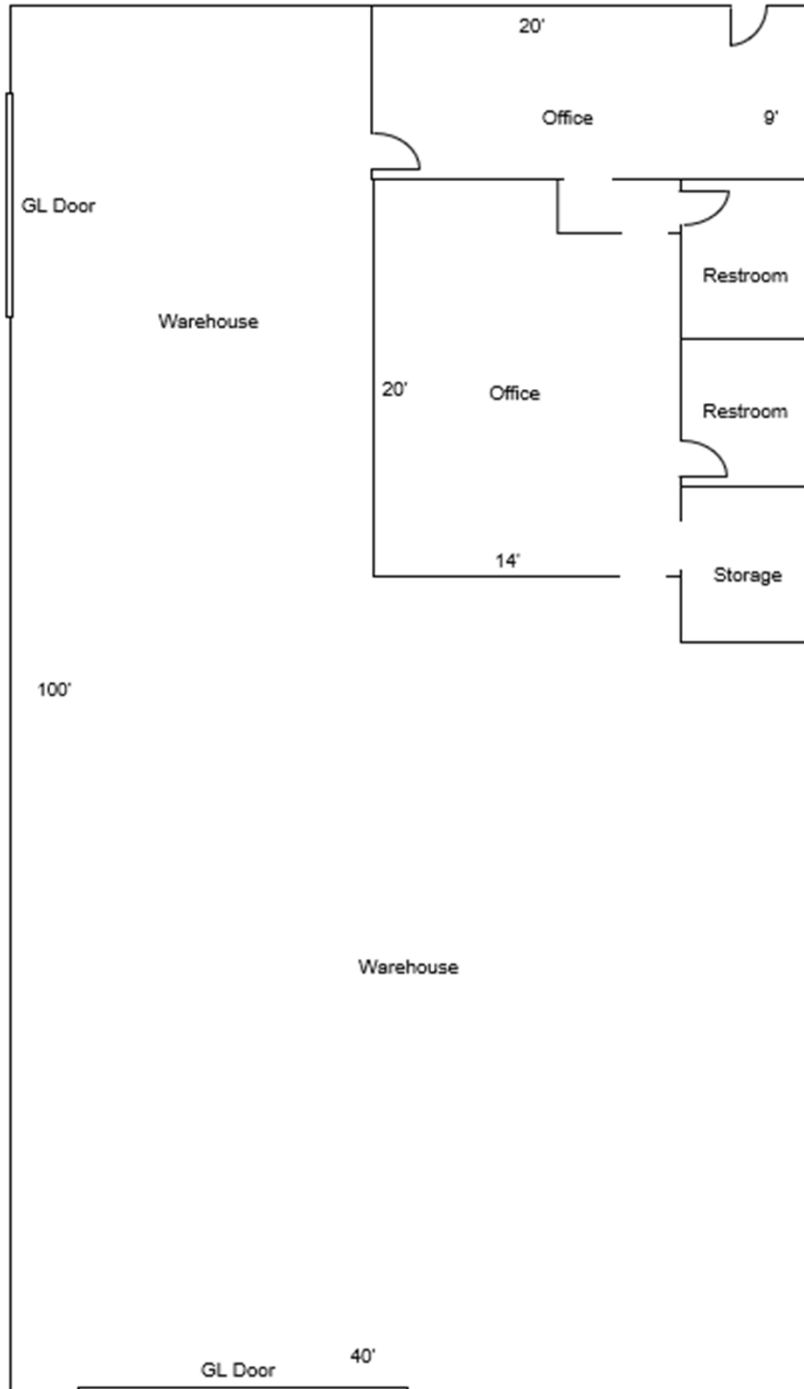 20'
Office
9'
GL Door
Restroom
Warehouse
20'
Office
Restroom
14'
Storage
100'
Warehouse
40'
GL Door